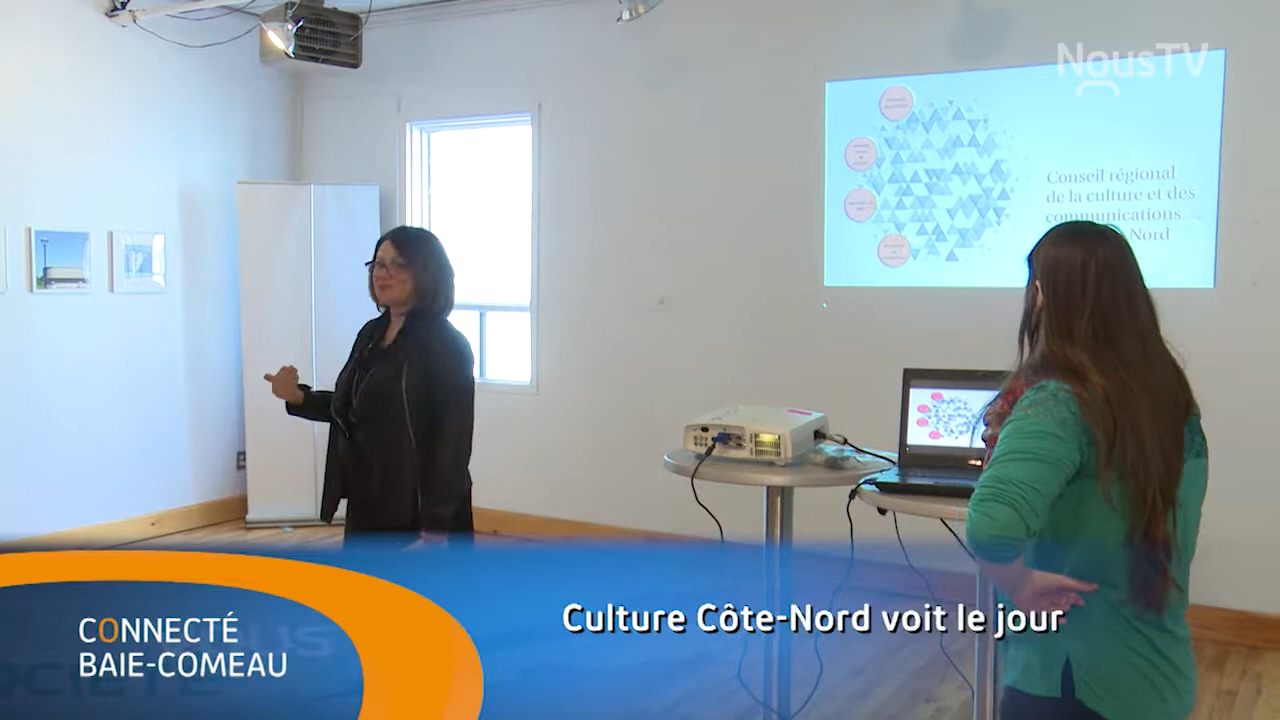 NousTV
Conseil régional
de la culture et des
communications
Nord
CONNECTÉ
BAIE-COMEAU
Culture Côte-Nord voit le jour